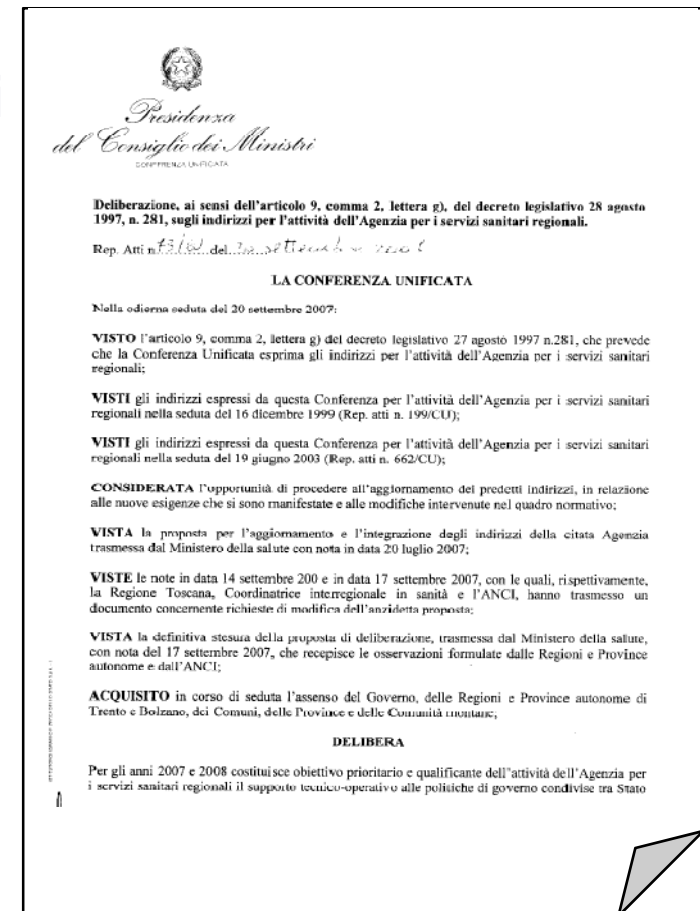 Presidenza
del Consiglio dei Ministri
CONFERENZA UNIFICATA
Deliberazione, ai sensi dell'articolo 9, comma 2, lettera g), del decreto legislativo 28 agosto
1997, n. 281, sugli indirizzi per l'attività dell'Agenzia per i servizi sanitari regionali.
Rep. Atti n. del
LA CONFERENZA UNIFICATA
Nella odierna seduta del 20 settembre 2007:
VISTO l'articolo 9, comma 2, lettera g) del decreto legislativo 27 agosto 1997 n.281, che prevede
che la Conferenza Unificata esprima gli indirizzi per l'attività dell'Agenzia per i servizi sanitari
regionali;
VISTI gli indirizzi espressi da questa Conferenza per l'attività dell'Agenzia per i servizi sanitari
regionali nella seduta del 16 dicembre 1999 (Rep. atti n. 199/CU);
VISTI gli indirizzi espressi da questa Conferenza per l'attività dell'Agenzia per i servizi sanitari
regionali nella seduta del 19 giugno 2003 (Rep. atti n. 662/CU);
CONSIDERATA l'opportunità di procedere all'aggiornamento dei predetti indirizzi, in relazione
alle nuove esigenze che si sono manifestate e alle modifiche intervenute nel quadro normativo;
VISTA la proposta per l'aggiornamento e l'integrazione degli indirizzi della citata Agenzia
trasmessa dal Ministero della salute con nota in data 20 luglio 2007;
VISTE le note in data 14 settembre 200 e in data 17 settembre 2007, con le quali, rispettivamente,
la Regione Toscana, Coordinatrice interregionale in sanità e l'ANCI, hanno trasmesso un
documento concernente richieste di modifica dell'anzidetta proposta;
VISTA la definitiva stesura della proposta di deliberazione, trasmessa dal Ministero della salute,
con nota del 17 settembre 2007, che recepisce le osservazioni formulate dalle Regioni e Province
autonome e dall'ANCI;
ACQUISITO in corso di seduta l'assenso del Governo, delle Regioni e Province autonome di
Trento e Bolzano, dei Comuni, delle Province e delle Comunità montane;
DELIBERA
Per gli anni 2007 e 2008 costituisce obiettivo prioritario e qualificante dell'attività dell'Agenzia per
i servizi sanitari regionali il supporto tecnico-operativo alle politiche di governo condivise tra Stato